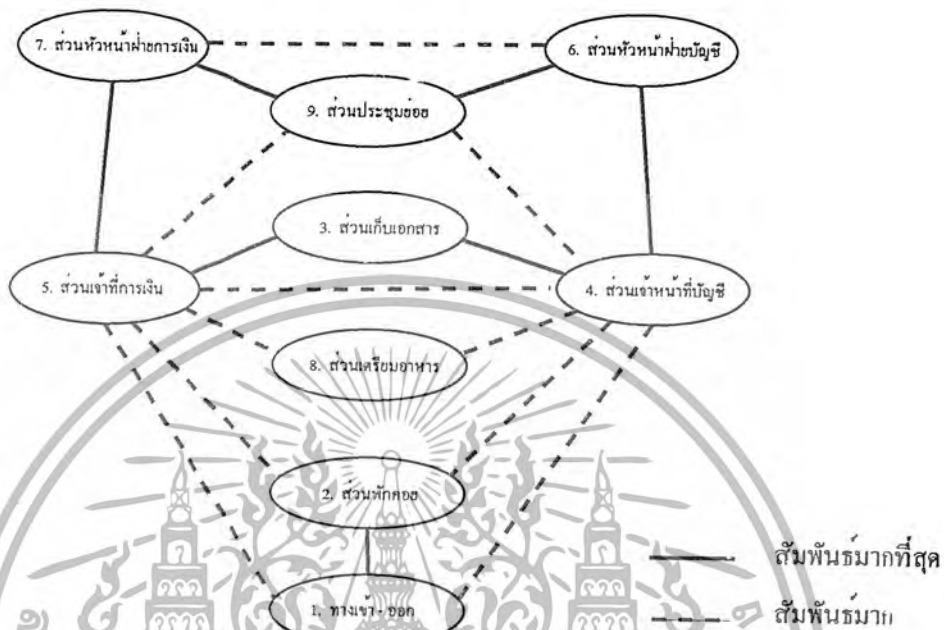 7. ส่วนหัวหน้าฝ่ายการเงิน
6. ส่วนหัวหน้าฝ่ายบัญชี
9. ส่วนประชุมย่อย
3. ส่วนเก็บเอกสาร
5. ส่วนเจ้าที่การเงิน
4. ส่วนเจ้าหน้าที่บัญชี
8. ส่วนเตรียมอาหาร
2. ส่วนพักคอย
สัมพันธ์มากที่สุด
1. ทางเข้า - ออก
สัมพันธ์มาก